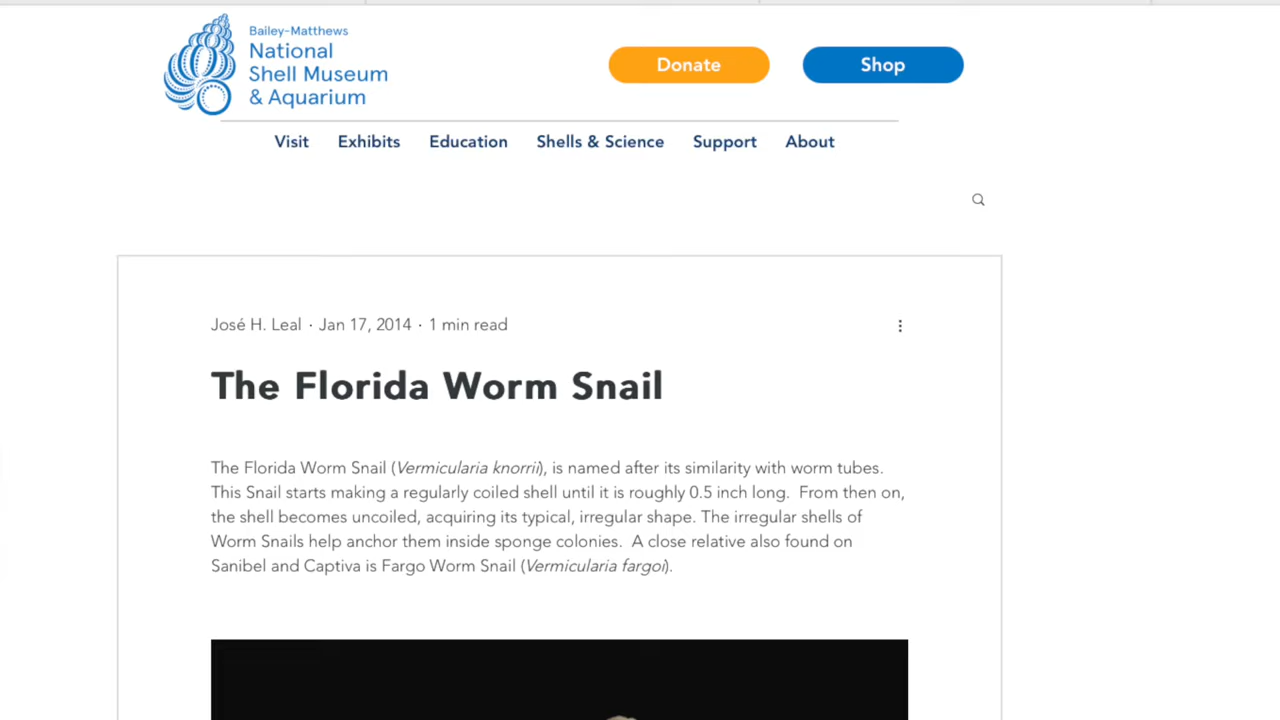 Bailey-Matthews
National
Shell Museum
& Aquarium
Donate
Shop
Visit
Exhibits
Education
Shells & Science
Support
About
José H. Leal · Jan 17, 2014 · 1 min read
The Florida Worm Snail
The Florida Worm Snail (Vermicularia knorrii), is named after its similarity with worm tubes.
This Snail starts making a regularly coiled shell until it is roughly 0.5 inch long.  From then on,
the shell becomes uncoiled, acquiring its typical, irregular shape. The irregular shells of
Worm Snails help anchor them inside sponge colonies.  A close relative also found on
Sanibel and Captiva is Fargo Worm Snail (Vermicularia fargoi).